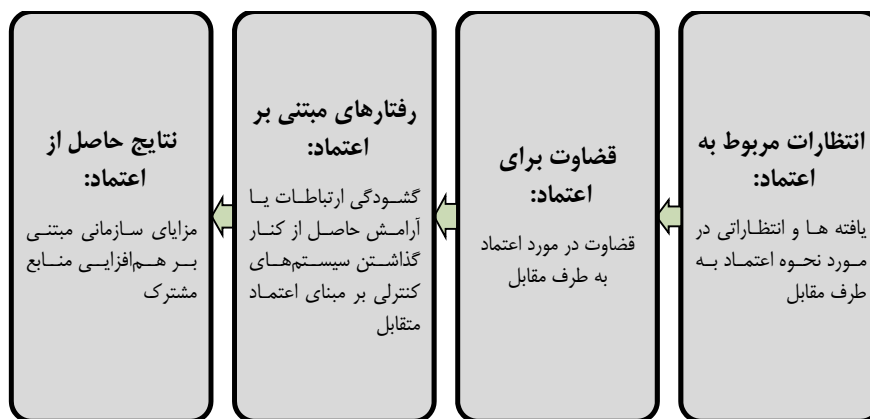 انتظارات مربوط به
اعتماد:
یافته ها و انتظاراتی در
مورد نحوه اعتماد به
طرف مقابل
قضاوت برای
اعتماد:
قضاوت در مورد اعتماد
به طرف مقابل
رفتارهای مبتنی بر
اعتماد:
گشودگی ارتباطات یا
آرامش حاصل از کنار
گذاشتن سیستم‌های
کنترلی بر مبنای اعتماد
متقابل
نتایج حاصل از
اعتماد:
مزایای سازمانی مبتنی
بر هم‌افزایی منابع
مشترک